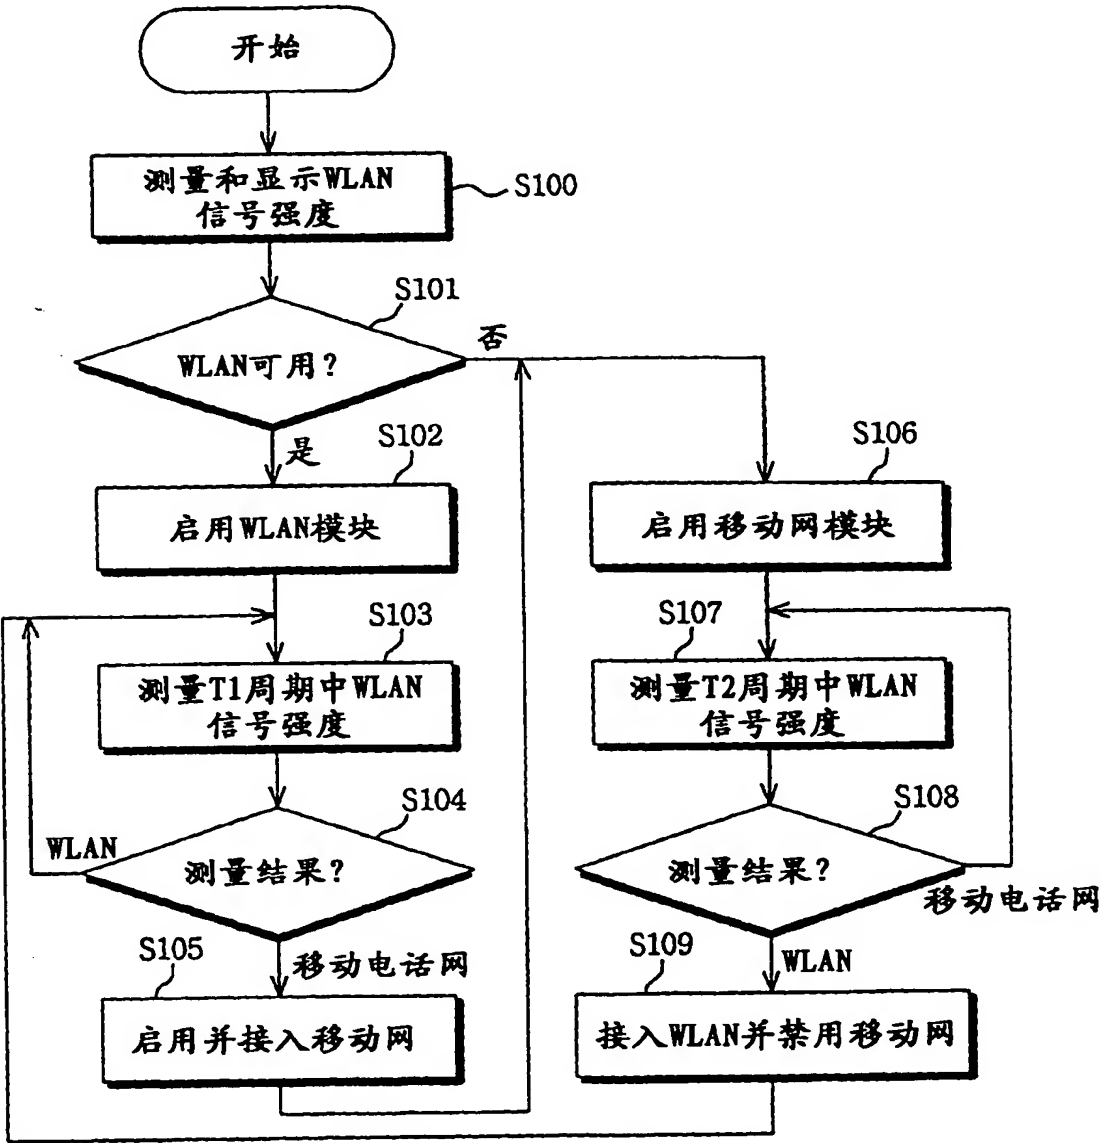 开始
测量和显示WLAN
信号强度
S100
S101
WLAN可用?
否
是
S102
启用WLAN模块
S106
启用移动网模块
S103
测量T1周期中WLAN
信号强度
S107
测量T2周期中WLAN
信号强度
S104
测量结果?
WLAN
移动电话网
S108
测量结果?
移动电话网
WLAN
S105
启用并接入移动网
S109
接入WLAN并禁用移动网